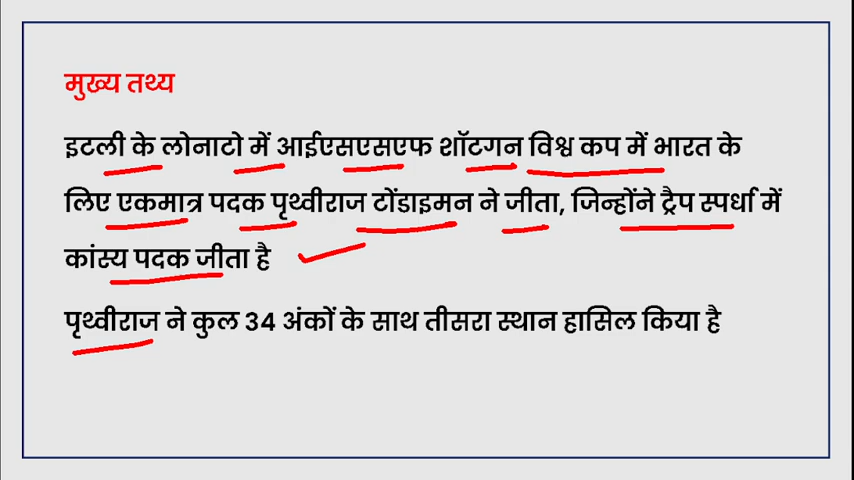 मुख्य तथ्य
इटली के लोनाटो में आईएसएसएफ शॉटगन विश्व कप में भारत के
लिए एकमात्र पदक पृथ्वीराज टोंडाइमन ने जीता, जिन्होंने ट्रैप स्पर्धा में
कांस्य पदक जीता है
पृथ्वीराज ने कुल 34 अंकों के साथ तीसरा स्थान हासिल किया है